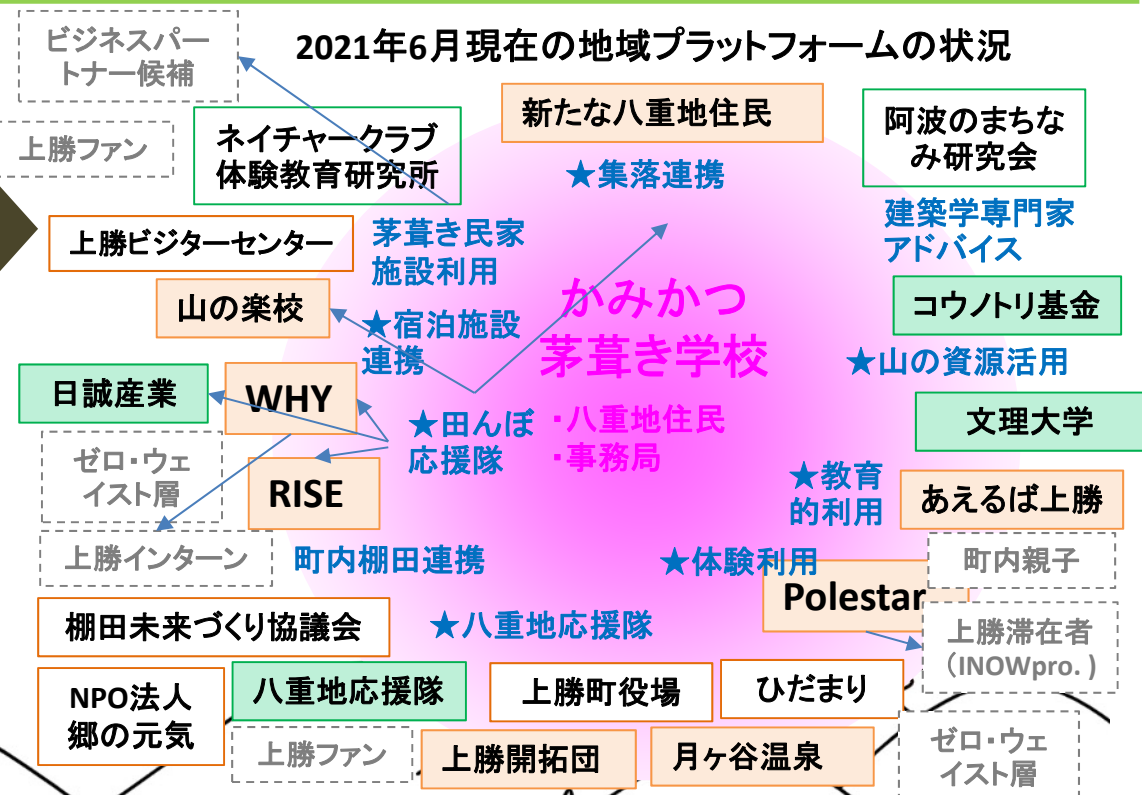 2021年6月現在の地域プラットフォームの状況
ビジネスパー
トナー候補
上勝ファン
ネイチャークラブ
体験教育研究所
新たな八重地住民
阿波のまちな
み研究会
★集落連携
建築学専門家
アドバイス
上勝ビジターセンター
茅葺き民家
施設利用
山の楽校
★宿泊施設
連携
かみかつ
茅葺き学校
・八重地住民
・事務局
コウノトリ基金
★山の資源活用
日誠産業
WHY
★田んぼ
応援隊
文理大学
ゼロ・ウェ
イスト層
RISE
★教育
的利用
あえるば上勝
上勝インターン
町内棚田連携
★体験利用
町内親子
Polestar
棚田未来づくり協議会
★八重地応援隊
上勝滞在者
（INOWpro.）
NPO法人
郷の元気
八重地応援隊
上勝町役場
ひだまり
上勝ファン
上勝開拓団
月ヶ谷温泉
ゼロ・ウェ
イスト層